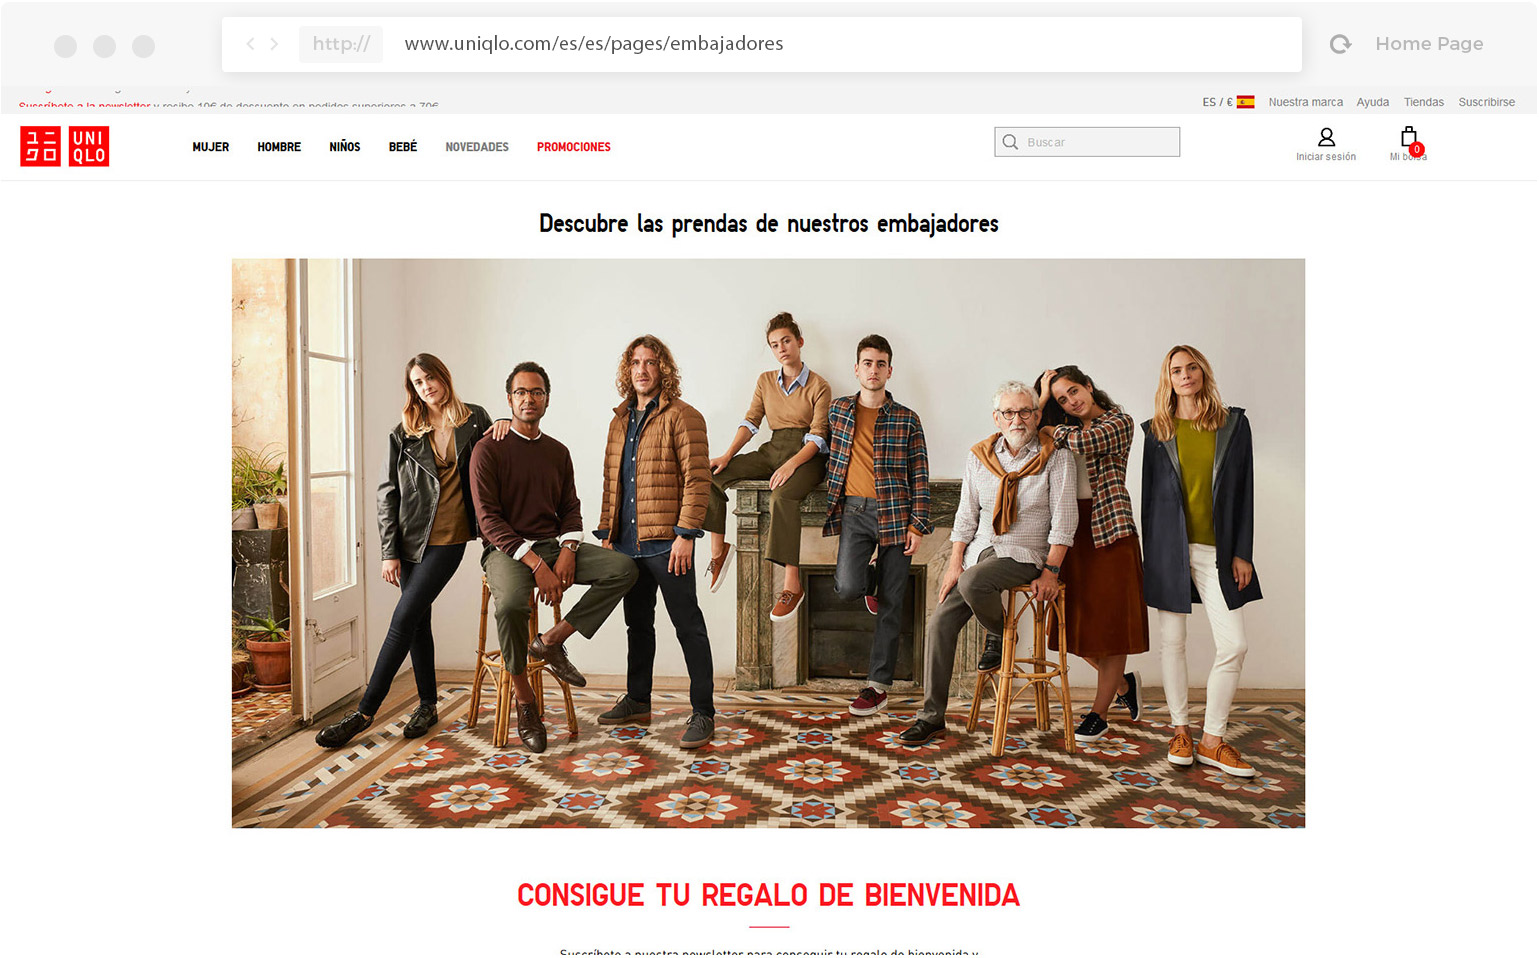 http://
www.uniqlo.com/es/es/pages/embajadores
Home Page
Suscríbete a la newsletter y recibe 10€ de descuento en pedidos superiores a 70€
ES / €
Nuestra marca
Ayuda
Tiendas
Suscribirse
ユニクロ
UNIQLO
MUJER
HOMBRE
NIÑOS
BEBÉ
NOVEDADES
PROMOCIONES
Buscar
Iniciar sesión
Mi bolsa
0
Descubre las prendas de nuestros embajadores
CONSIGUE TU REGALO DE BIENVENIDA
Suscríbete a nuestra newsletter para conseguir tu regalo de bienvenida y